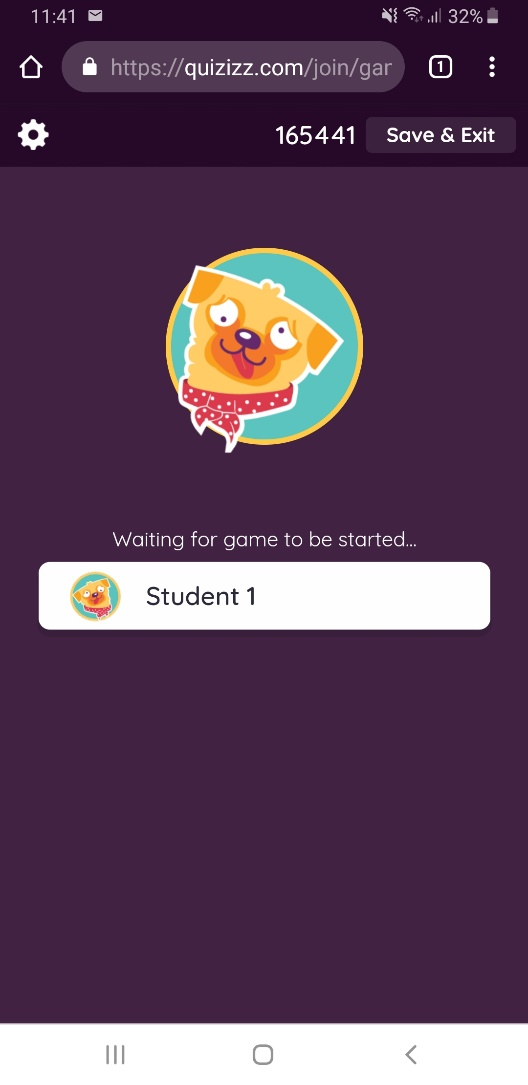 11:41 32%
https://quizizz.com/join/gar
1
165441 Save & Exit
Waiting for game to be started...
Student 1